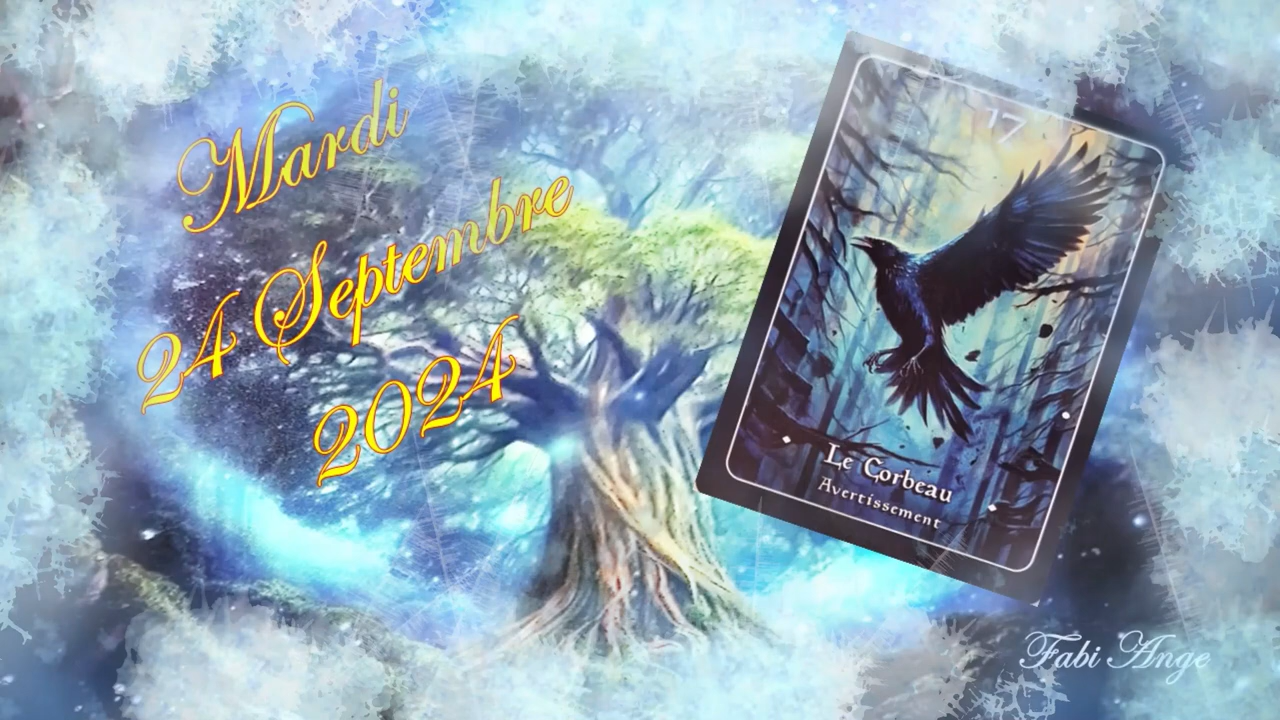 Mardi
24 Septembre
2024
17
Le Corbeau
Avertissement
Fabi Ange